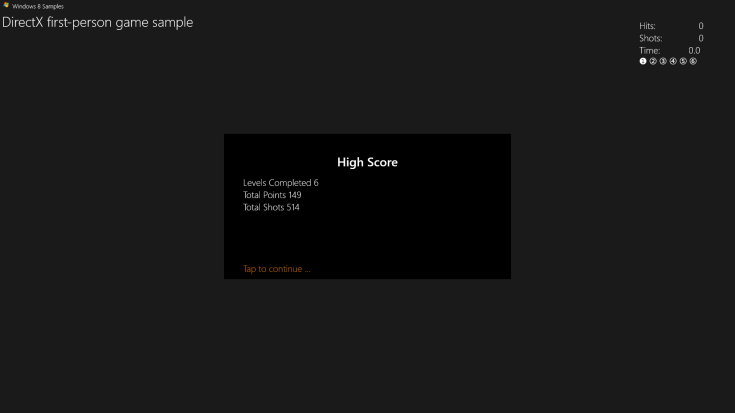 Windows 8 Samples
DirectX first-person game sample
Hits: 0
Shots: 0
Time: 0.0
❶ ② ③ ④ ⑤ ⑥
High Score
Levels Completed 6
Total Points 149
Total Shots 514
Tap to continue ...